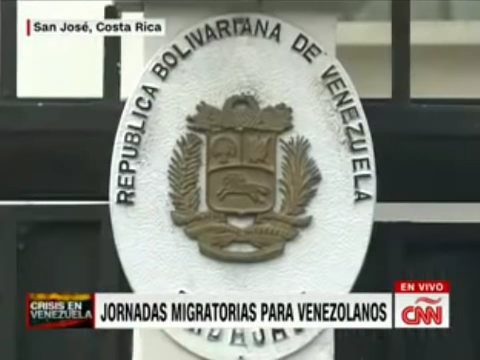 San José, Costa Rica
REPUBLICA BOLIVARIANA DE VENEZUELA
EN VIVO
CRISIS EN
VENEZUELA
JORNADAS MIGRATORIAS PARA VENEZOLANOS
CNN